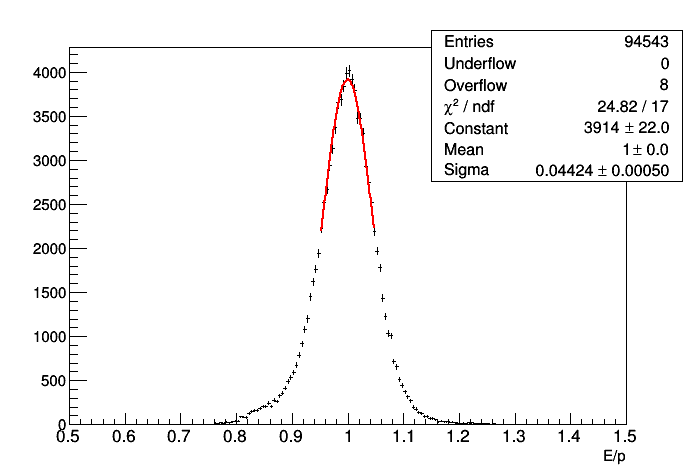 Entries 94543
Underflow 0
Overflow 8
χ² / ndf 24.82 / 17
Constant 3914 ± 22.0
Mean 1 ± 0.0
Sigma 0.04424 ± 0.00050
4000
3500
3000
2500
2000
1500
1000
500
0
0.5 0.6 0.7 0.8 0.9 1 1.1 1.2 1.3 1.4 1.5
E/p